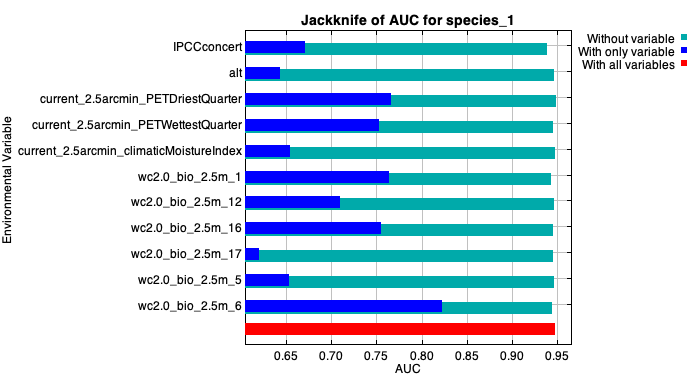 Jackknife of AUC for species_1
Without variable
With only variable
With all variables
Environmental Variable
IPCCconcert
alt
current_2.5arcmin_PETDriestQuarter
current_2.5arcmin_PETWettestQuarter
current_2.5arcmin_climaticMoistureIndex
wc2.0_bio_2.5m_1
wc2.0_bio_2.5m_12
wc2.0_bio_2.5m_16
wc2.0_bio_2.5m_17
wc2.0_bio_2.5m_5
wc2.0_bio_2.5m_6
0.65 0.70 0.75 0.80 0.85 0.90 0.95
AUC